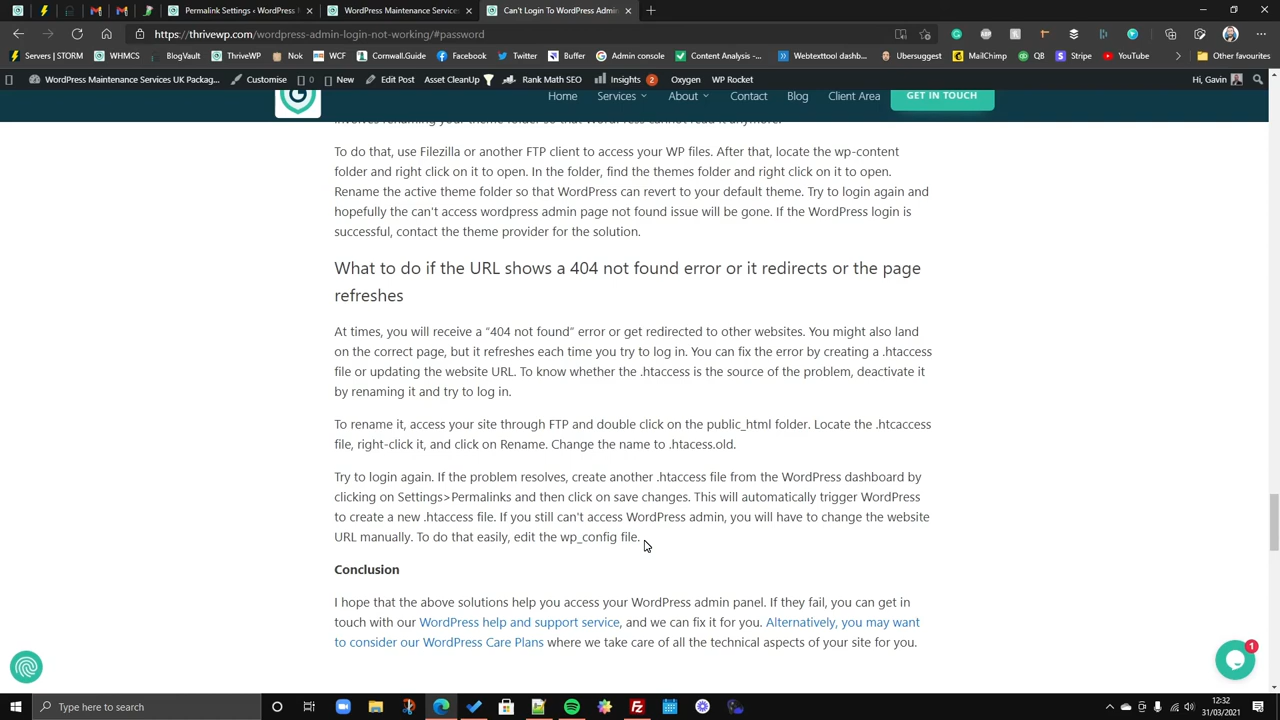 Permalink Settings ‹ WordPress M
WordPress Maintenance Services
Can't Login To WordPress Admin
https://thrivewp.com/wordpress-admin-login-not-working/#password
Servers | STORM
WHMCS
BlogVault
ThriveWP
Nok
WCF
Cornwall.Guide
Facebook
Twitter
Buffer
Admin console
Content Analysis -...
Webtexttool dashb...
Ubersuggest
MailChimp
QB
Stripe
YouTube
Other favourites
WordPress Maintenance Services UK Packag...
Customise
0
New
Edit Post
Asset CleanUp
Rank Math SEO
Insights 2
Oxygen
WP Rocket
Hi, Gavin
Home
Services
About
Contact
Blog
Client Area
GET IN TOUCH
involves renaming your theme folder so that WordPress cannot read it anymore.
To do that, use Filezilla or another FTP client to access your WP files. After that, locate the wp-content
folder and right click on it to open. In the folder, find the themes folder and right click on it to open.
Rename the active theme folder so that WordPress can revert to your default theme. Try to login again and
hopefully the can't access wordpress admin page not found issue will be gone. If the WordPress login is
successful, contact the theme provider for the solution.
What to do if the URL shows a 404 not found error or it redirects or the page
refreshes
At times, you will receive a “404 not found” error or get redirected to other websites. You might also land
on the correct page, but it refreshes each time you try to log in. You can fix the error by creating a .htaccess
file or updating the website URL. To know whether the .htaccess is the source of the problem, deactivate it
by renaming it and try to log in.
To rename it, access your site through FTP and double click on the public_html folder. Locate the .htcaccess
file, right-click it, and click on Rename. Change the name to .htacess.old.
Try to login again. If the problem resolves, create another .htaccess file from the WordPress dashboard by
clicking on Settings>Permalinks and then click on save changes. This will automatically trigger WordPress
to create a new .htaccess file. If you still can't access WordPress admin, you will have to change the website
URL manually. To do that easily, edit the wp_config file.
Conclusion
I hope that the above solutions help you access your WordPress admin panel. If they fail, you can get in
touch with our WordPress help and support service, and we can fix it for you. Alternatively, you may want
to consider our WordPress Care Plans where we take care of all the technical aspects of your site for you.
1
Type here to search
12:32
31/03/2021